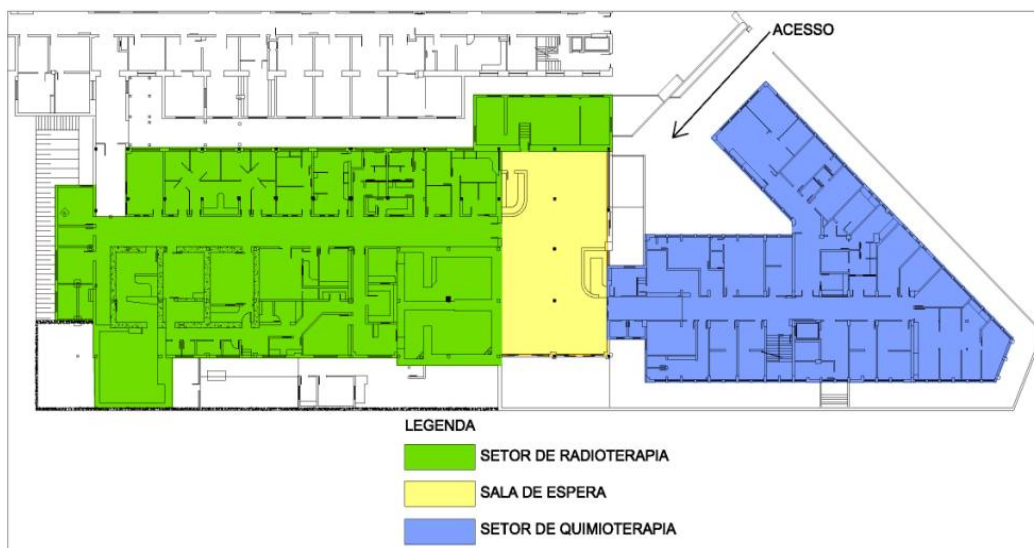 ACESSO
LEGENDA
SETOR DE RADIOTERAPIA
SALA DE ESPERA
SETOR DE QUIMIOTERAPIA